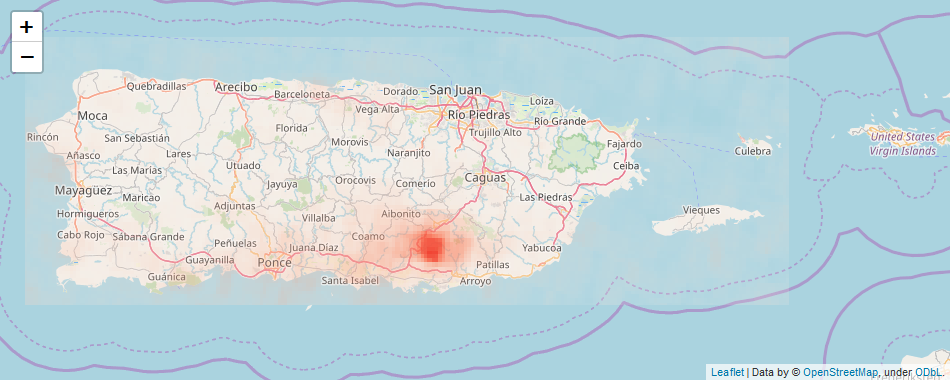 +
−
Quebradillas
Arecibo
San Juan
Barceloneta
Dorado
Loíza
Moca
Vega Alta
Río Piedras
Río Grande
Florida
Trujillo Alto
Rincón
San Sebastián
Morovis
Fajardo
United States
Virgin Islands
Añasco
Lares
Naranjito
Culebra
Utuado
Ceiba
Las Marías
Caguas
Mayagüez
Jayuya
Orocovis
Comerio
Maricao
Las Piedras
Adjuntas
Hormigueros
Villalba
Aibonito
Vieques
Cabo Rojo
Sábana Grande
Coamo
Peñuelas
Juana Díaz
Yabucoa
Guayanilla
Ponce
Patillas
Guánica
Santa Isabel
Arroyo
Leaflet | Data by © OpenStreetMap, under ODbL.